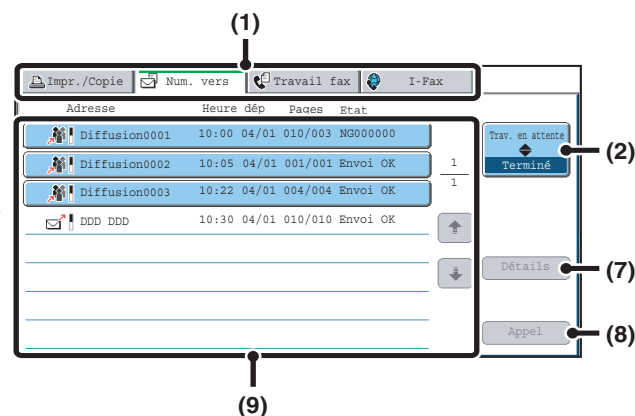 (1)
Impr./Copie Num. vers Travail fax I-Fax
Adresse Heure dép Pages Etat
Diffusion0001 10:00 04/01 010/003 NG000000
Diffusion0002 10:05 04/01 001/001 Envoi OK
Diffusion0003 10:22 04/01 004/004 Envoi OK
DDD DDD 10:30 04/01 010/010 Envoi OK
1
1
Trav. en attente
Terminé
(2)
Détails
(7)
Appel
(8)
(9)